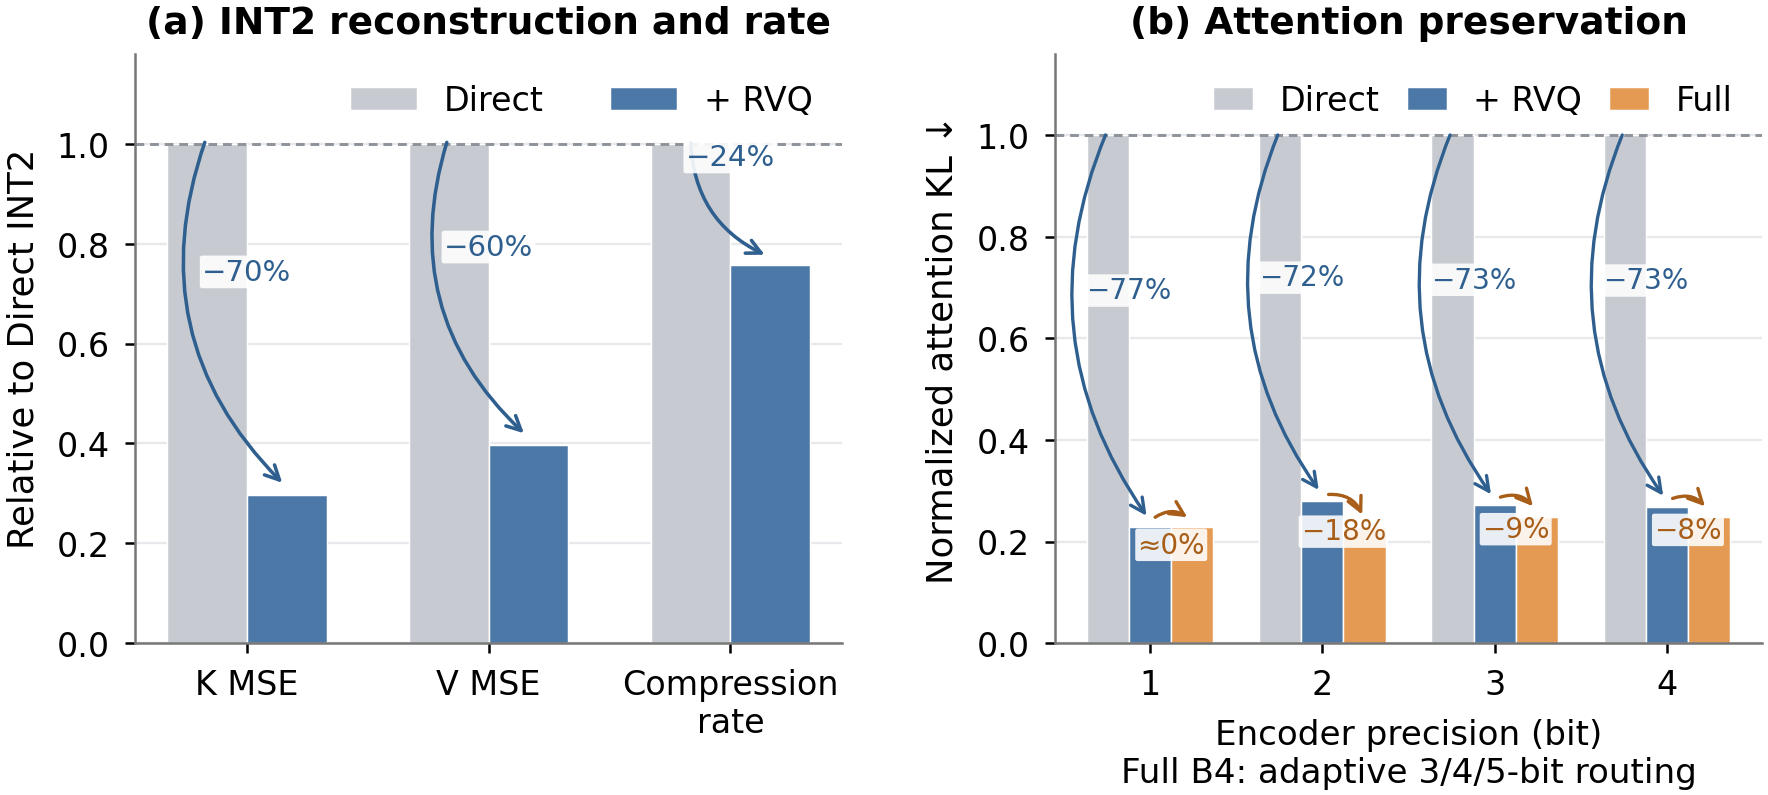 (a) INT2 reconstruction and rate
Direct
+ RVQ
Relative to Direct INT2
1.0
0.8
0.6
0.4
0.2
0.0
−70%
−60%
−24%
K MSE
V MSE
Compression
rate
(b) Attention preservation
Direct
+ RVQ
Full
Normalized attention KL ↓
1.0
0.8
0.6
0.4
0.2
0.0
−77%
−72%
−73%
−73%
≈0%
−18%
−9%
−8%
1
2
3
4
Encoder precision (bit)
Full B4: adaptive 3/4/5-bit routing